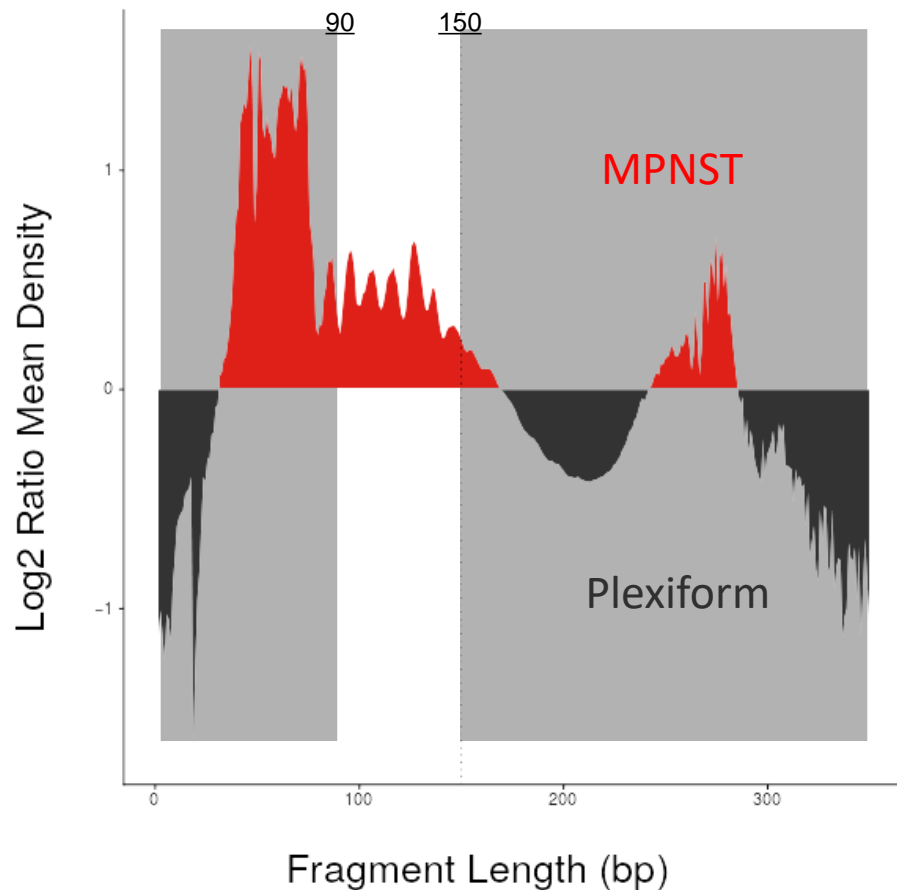 90 150
1
0
−1
MPNST
Plexiform
Log2 Ratio Mean Density
0 100 200 300
Fragment Length (bp)